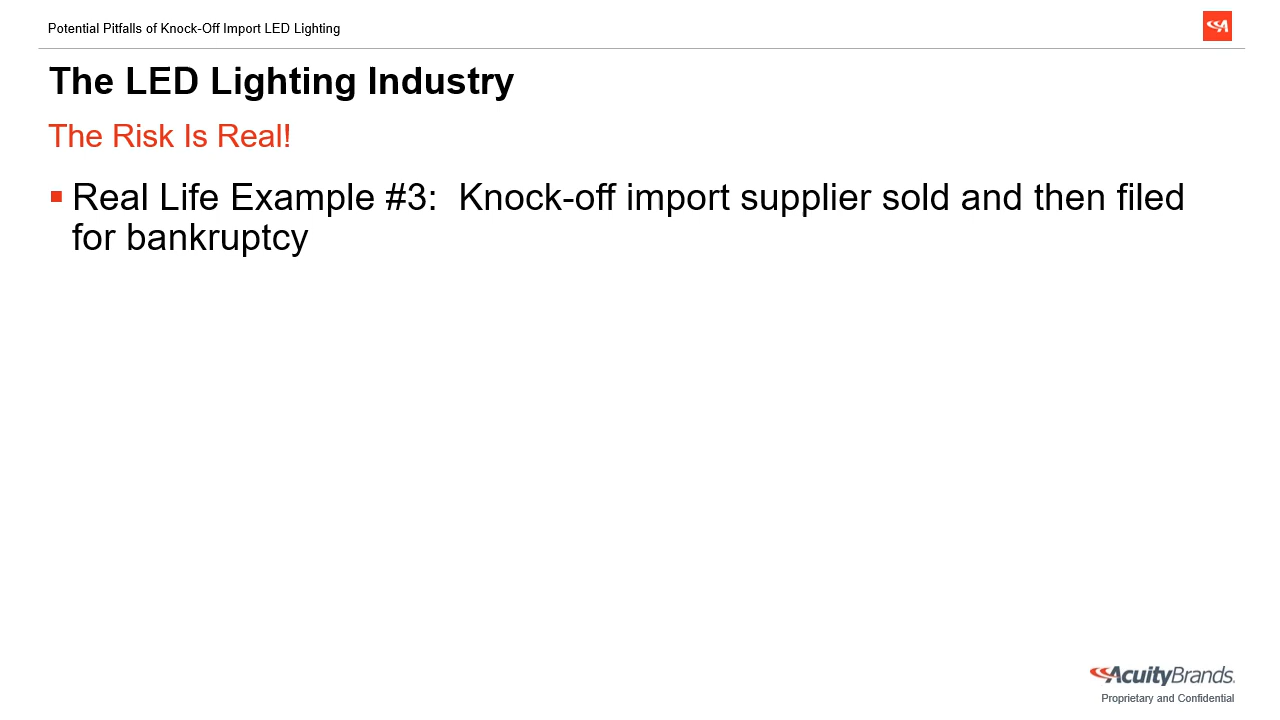 Potential Pitfalls of Knock-Off Import LED Lighting
The LED Lighting Industry
The Risk Is Real!
Real Life Example #3:  Knock-off import supplier sold and then filed
for bankruptcy
AcuityBrands.
Proprietary and Confidential